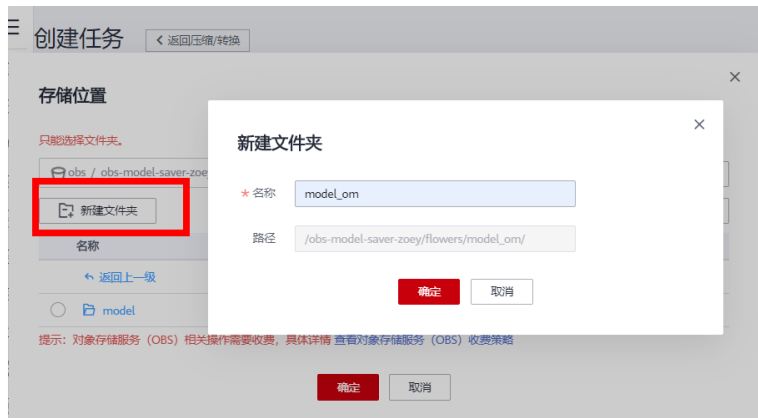 创建任务
返回压缩/转换
存储位置
只能选择文件夹。
obs / obs-model-saver-zoe
新建文件夹
名称
返回上一级
model
提示：对象存储服务（OBS）相关操作需要收费，具体详情 查看对象存储服务（OBS）收费策略
确定 取消
新建文件夹
* 名称 model_om
路径 /obs-model-saver-zoey/flowers/model_om/
确定 取消